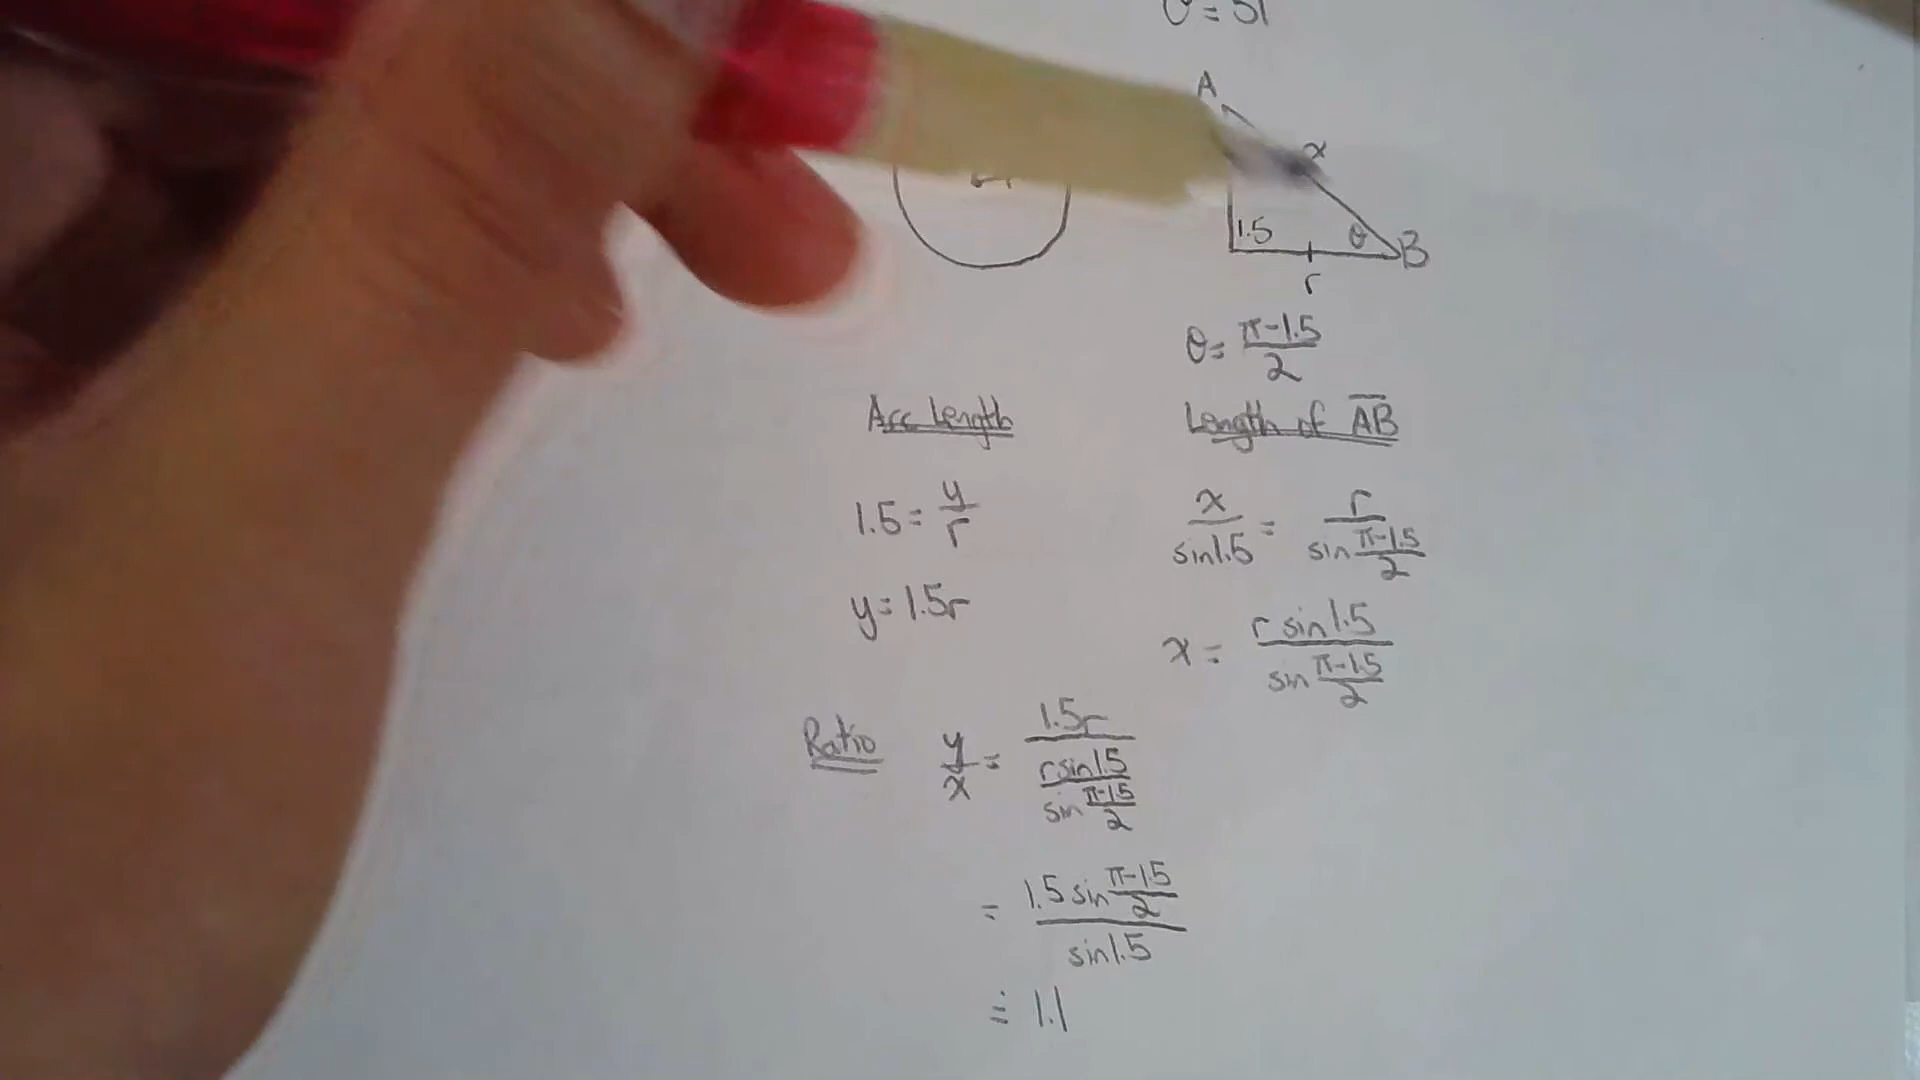 θ = 51
A
x
1.5 θ B
r
θ = (π-1.5)/2
Arc Length
Length of AB
1.5 = y/r
x/sin1.5 = r/(sin (π-1.5)/2)
y = 1.5r
x = (r sin1.5)/(sin (π-1.5)/2)
Ratio y/x = 1.5r/((r sin1.5)/(sin (π-1.5)/2))
= (1.5 sin (π-1.5)/2)/(sin1.5)
≐ 1.1